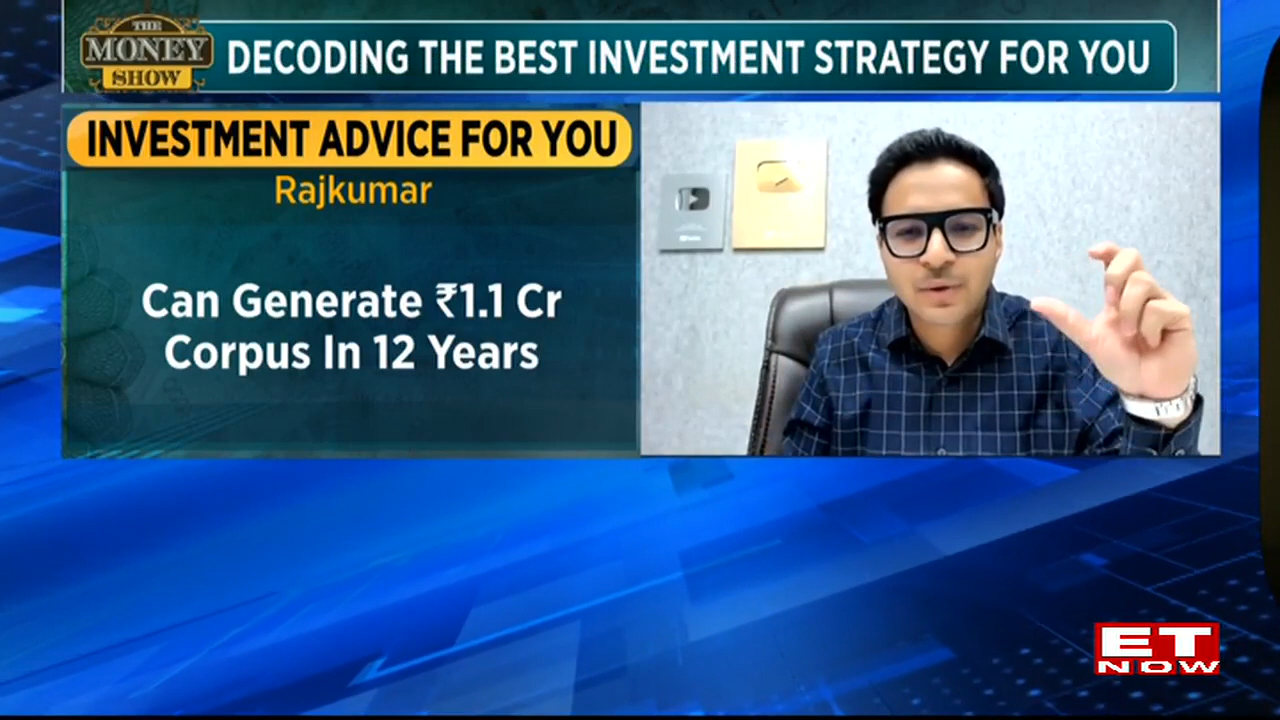 THE
MONEY
SHOW
DECODING THE BEST INVESTMENT STRATEGY FOR YOU
INVESTMENT ADVICE FOR YOU
Rajkumar
Can Generate ₹1.1 Cr
Corpus In 12 Years
ET
NOW